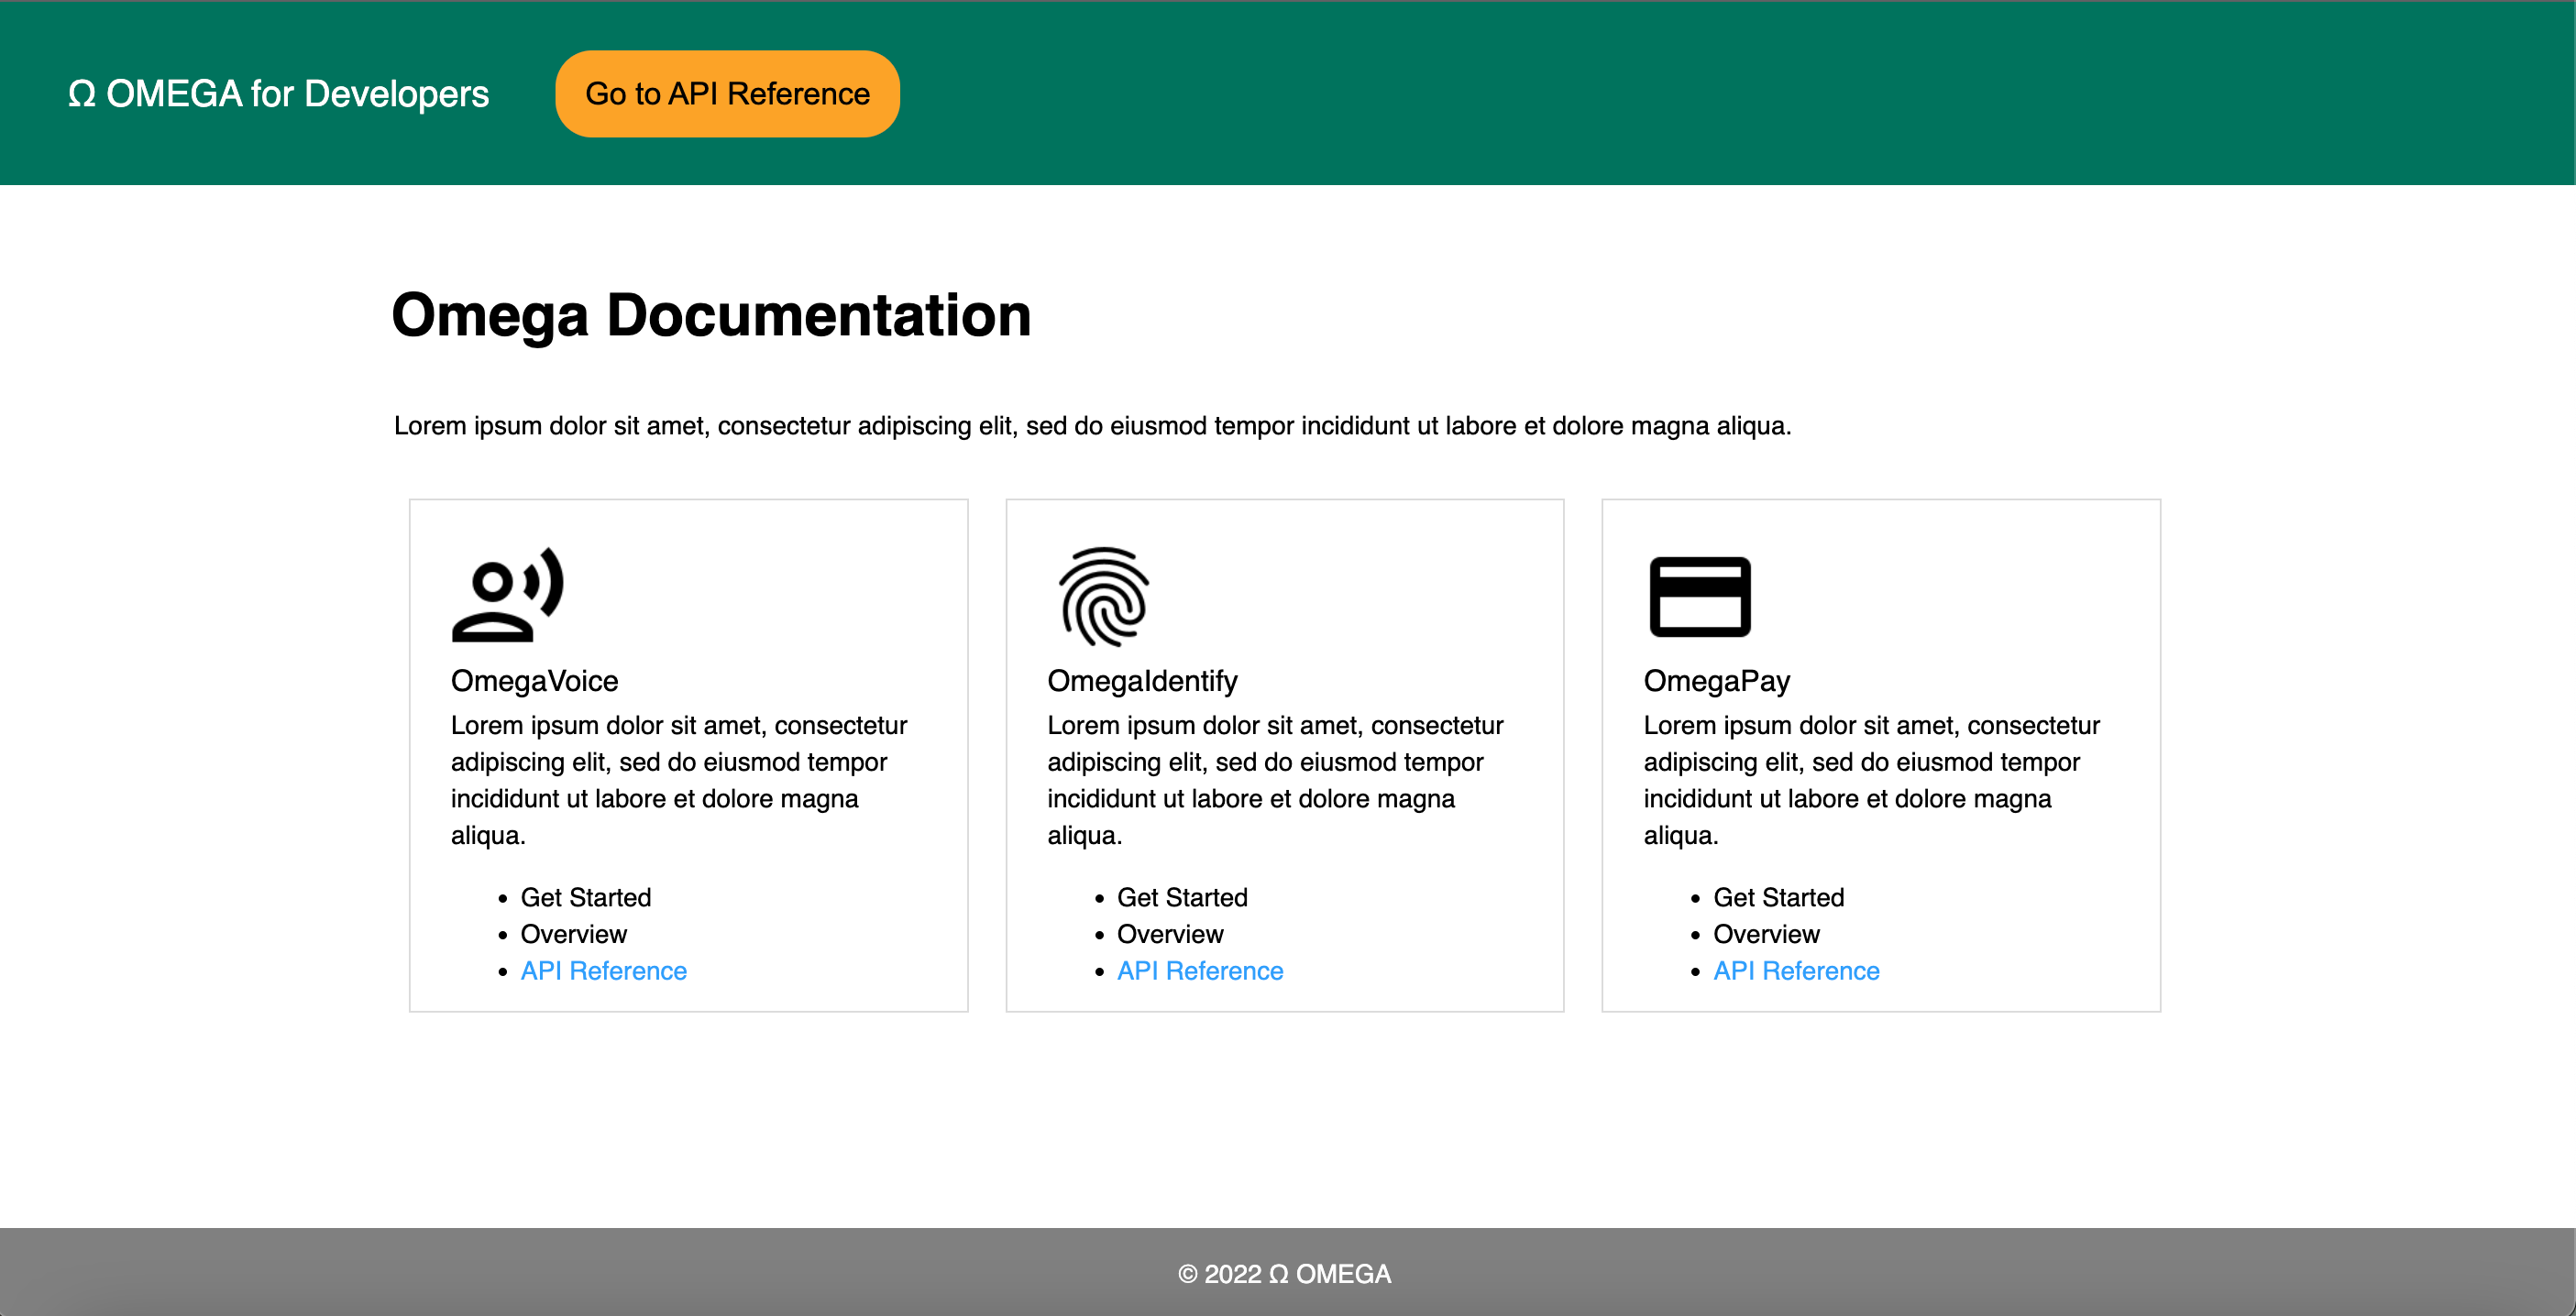 Ω OMEGA for Developers
Go to API Reference
Omega Documentation
Lorem ipsum dolor sit amet, consectetur adipiscing elit, sed do eiusmod tempor incididunt ut labore et dolore magna aliqua.
OmegaVoice
Lorem ipsum dolor sit amet, consectetur
adipiscing elit, sed do eiusmod tempor
incididunt ut labore et dolore magna
aliqua.
• Get Started
• Overview
• API Reference
OmegaIdentify
Lorem ipsum dolor sit amet, consectetur
adipiscing elit, sed do eiusmod tempor
incididunt ut labore et dolore magna
aliqua.
• Get Started
• Overview
• API Reference
OmegaPay
Lorem ipsum dolor sit amet, consectetur
adipiscing elit, sed do eiusmod tempor
incididunt ut labore et dolore magna
aliqua.
• Get Started
• Overview
• API Reference
© 2022 Ω OMEGA